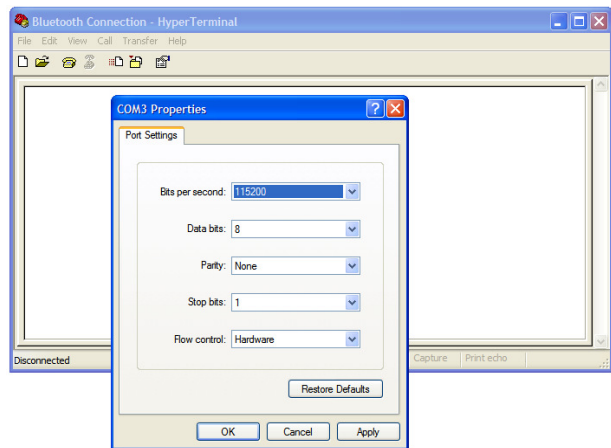 Bluetooth Connection - HyperTerminal
File Edit View Call Transfer Help
COM3 Properties
Port Settings
Bits per second: 115200
Data bits: 8
Parity: None
Stop bits: 1
Flow control: Hardware
Restore Defaults
OK Cancel Apply
Disconnected Capture Print echo